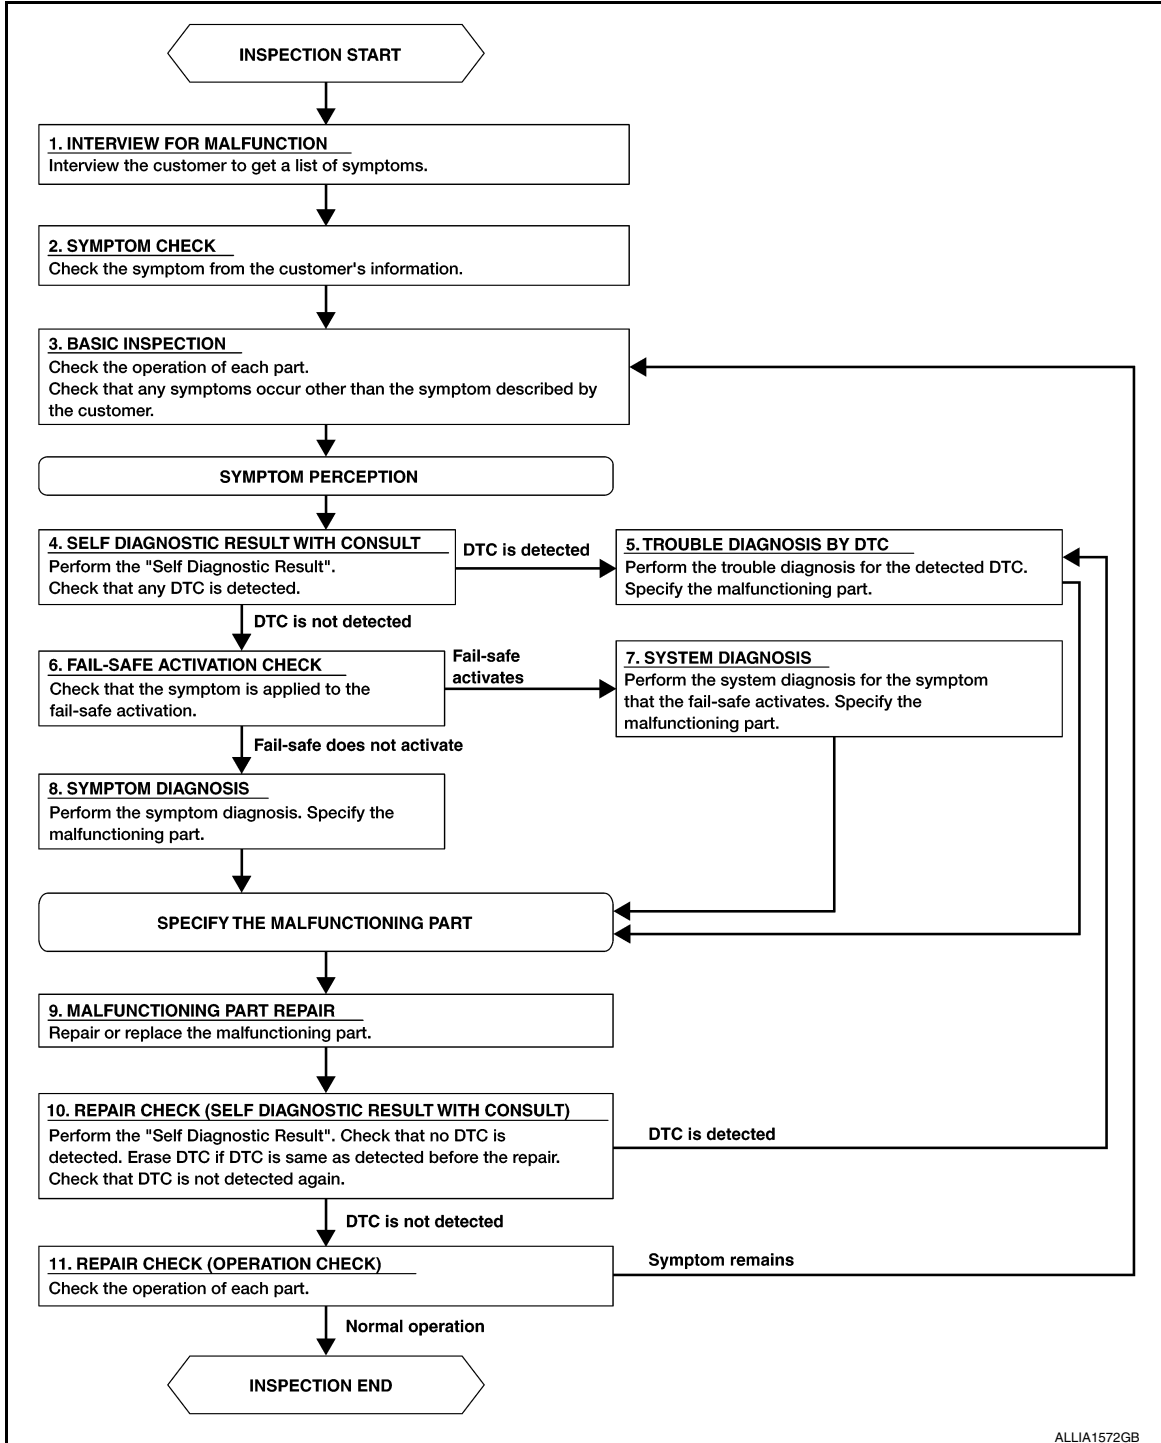 INSPECTION START
1. INTERVIEW FOR MALFUNCTION
Interview the customer to get a list of symptoms.
2. SYMPTOM CHECK
Check the symptom from the customer's information.
3. BASIC INSPECTION
Check the operation of each part.
Check that any symptoms occur other than the symptom described by
the customer.
SYMPTOM PERCEPTION
4. SELF DIAGNOSTIC RESULT WITH CONSULT
Perform the "Self Diagnostic Result".
Check that any DTC is detected.
DTC is detected
5. TROUBLE DIAGNOSIS BY DTC
Perform the trouble diagnosis for the detected DTC.
Specify the malfunctioning part.
DTC is not detected
6. FAIL-SAFE ACTIVATION CHECK
Check that the symptom is applied to the
fail-safe activation.
Fail-safe
activates
7. SYSTEM DIAGNOSIS
Perform the system diagnosis for the symptom
that the fail-safe activates. Specify the
malfunctioning part.
Fail-safe does not activate
8. SYMPTOM DIAGNOSIS
Perform the symptom diagnosis. Specify the
malfunctioning part.
SPECIFY THE MALFUNCTIONING PART
9. MALFUNCTIONING PART REPAIR
Repair or replace the malfunctioning part.
10. REPAIR CHECK (SELF DIAGNOSTIC RESULT WITH CONSULT)
Perform the "Self Diagnostic Result". Check that no DTC is
detected. Erase DTC if DTC is same as detected before the repair.
Check that DTC is not detected again.
DTC is detected
DTC is not detected
11. REPAIR CHECK (OPERATION CHECK)
Check the operation of each part.
Symptom remains
Normal operation
INSPECTION END
ALLIA1572GB